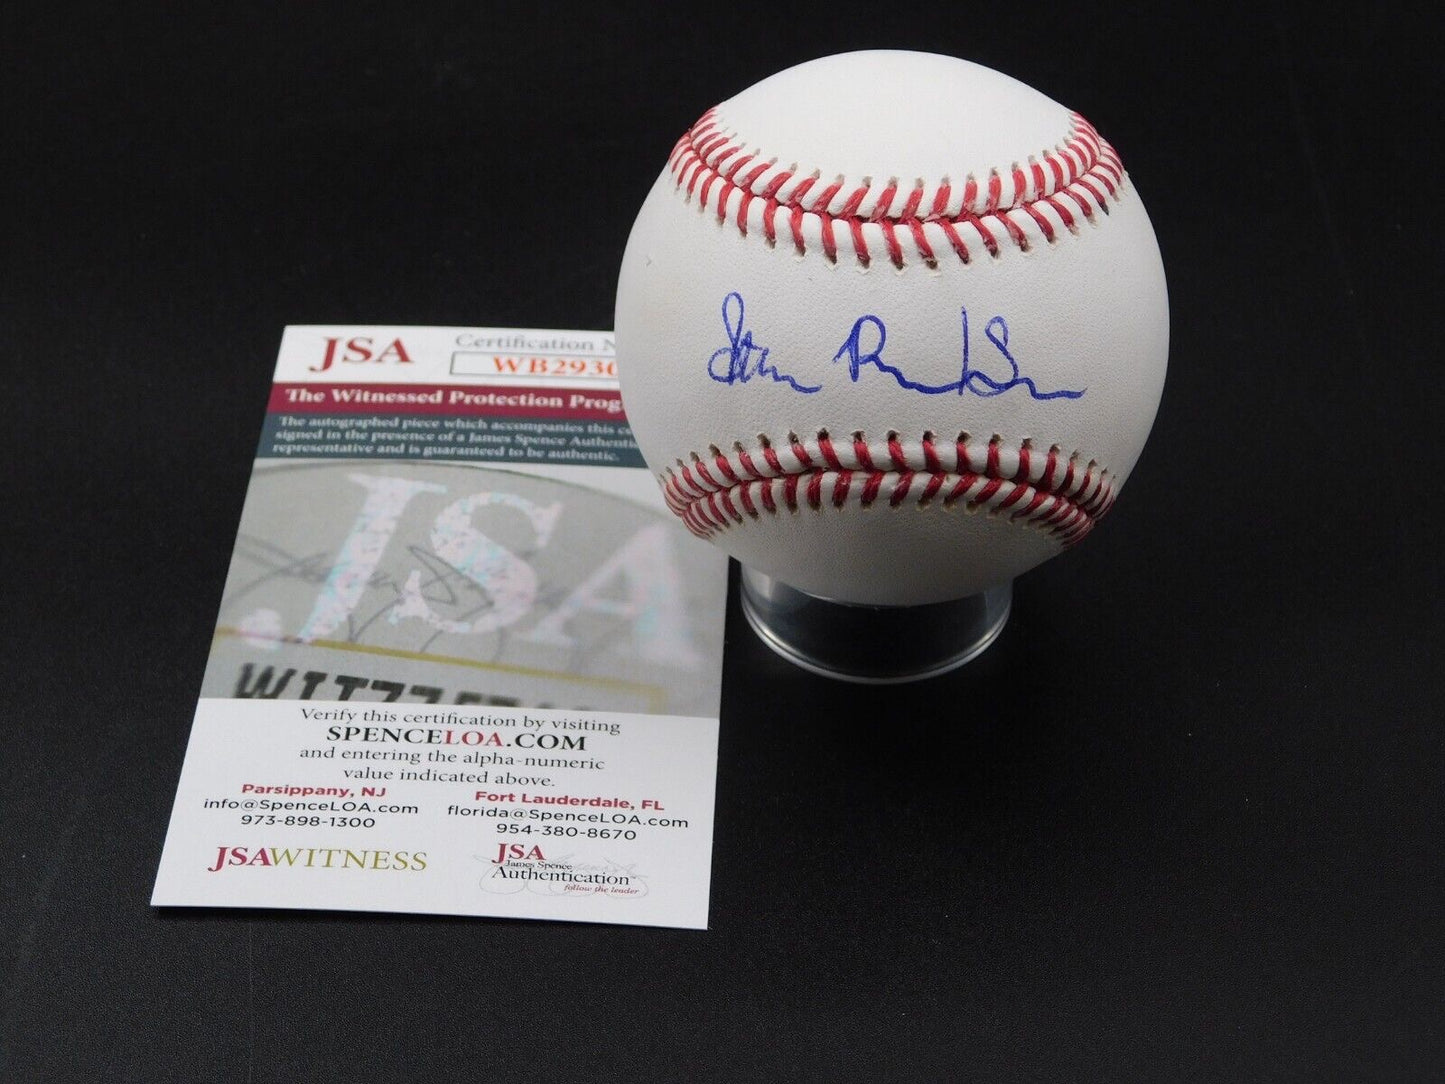 JSA
Certification N
WB2930
The Witnessed Protection Prog
The autographed piece which accompanies this ce
signed in the presence of a James Spence Authenti
representative and is guaranteed to be authentic.
JSA
Verify this certification by visiting
SPENCELOA.COM
and entering the alpha-numeric
value indicated above.
Parsippany, NJ
info@SpenceLOA.com
973-898-1300
Fort Lauderdale, FL
florida@SpenceLOA.com
954-380-8670
JSAWITNESS
JSA
James Spence
Authentication
follow the leader